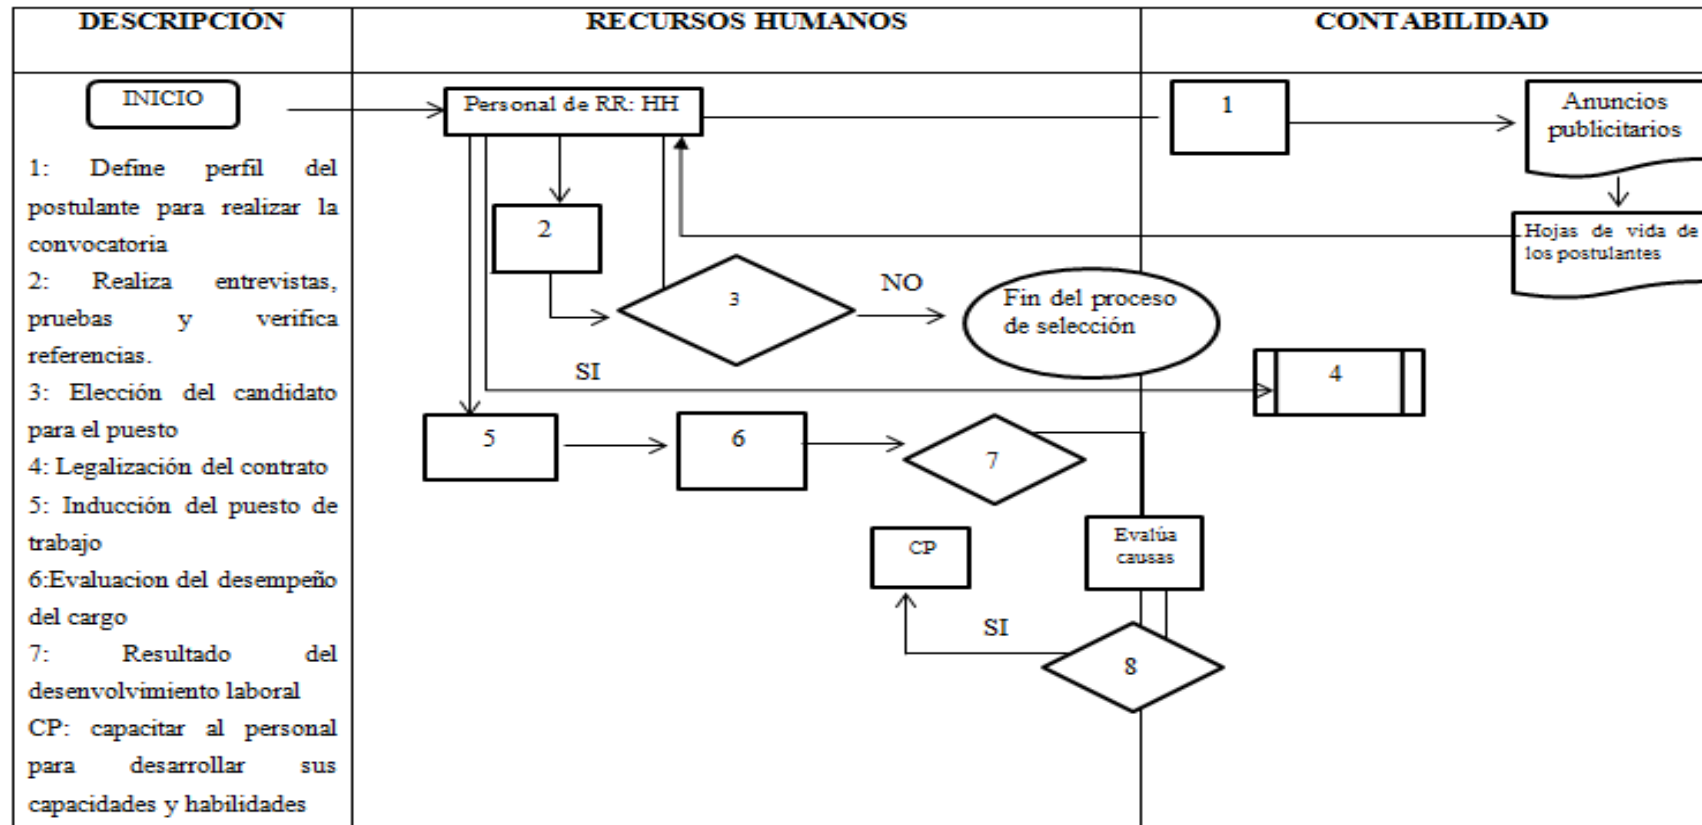 DESCRIPCIÓN
RECURSOS HUMANOS
CONTABILIDAD
INICIO
1: Define perfil del
postulante para realizar la
convocatoria
2: Realiza entrevistas,
pruebas y verifica
referencias.
3: Elección del candidato
para el puesto
4: Legalización del contrato
5: Inducción del puesto de
trabajo
6:Evaluacion del desempeño
del cargo
7: Resultado del
desenvolvimiento laboral
CP: capacitar al personal
para desarrollar sus
capacidades y habilidades
Personal de RR: HH
2
3
NO
Fin del proceso
de selección
SI
5
6
7
CP
Evalúa
causas
SI
8
1
Anuncios
publicitarios
Hojas de vida de
los postulantes
4